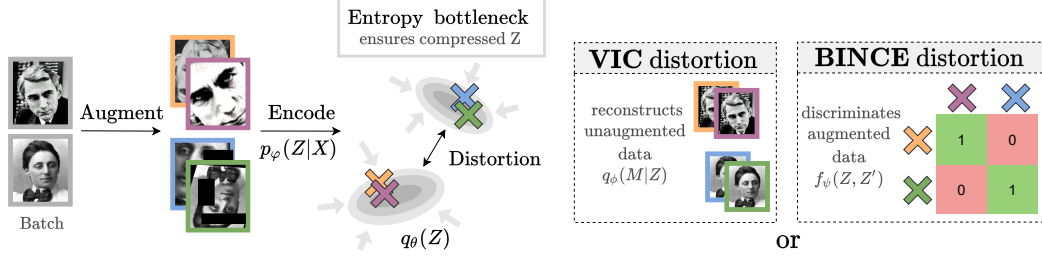 Batch
Augment
Encode
p_φ(Z|X)
Entropy bottleneck
ensures compressed Z
Distortion
q_θ(Z)
VIC distortion
reconstructs
unaugmented
data
q_ϕ(M|Z)
or
BINCE distortion
discriminates
augmented
data
f_ψ(Z, Z′)
1 0
0 1